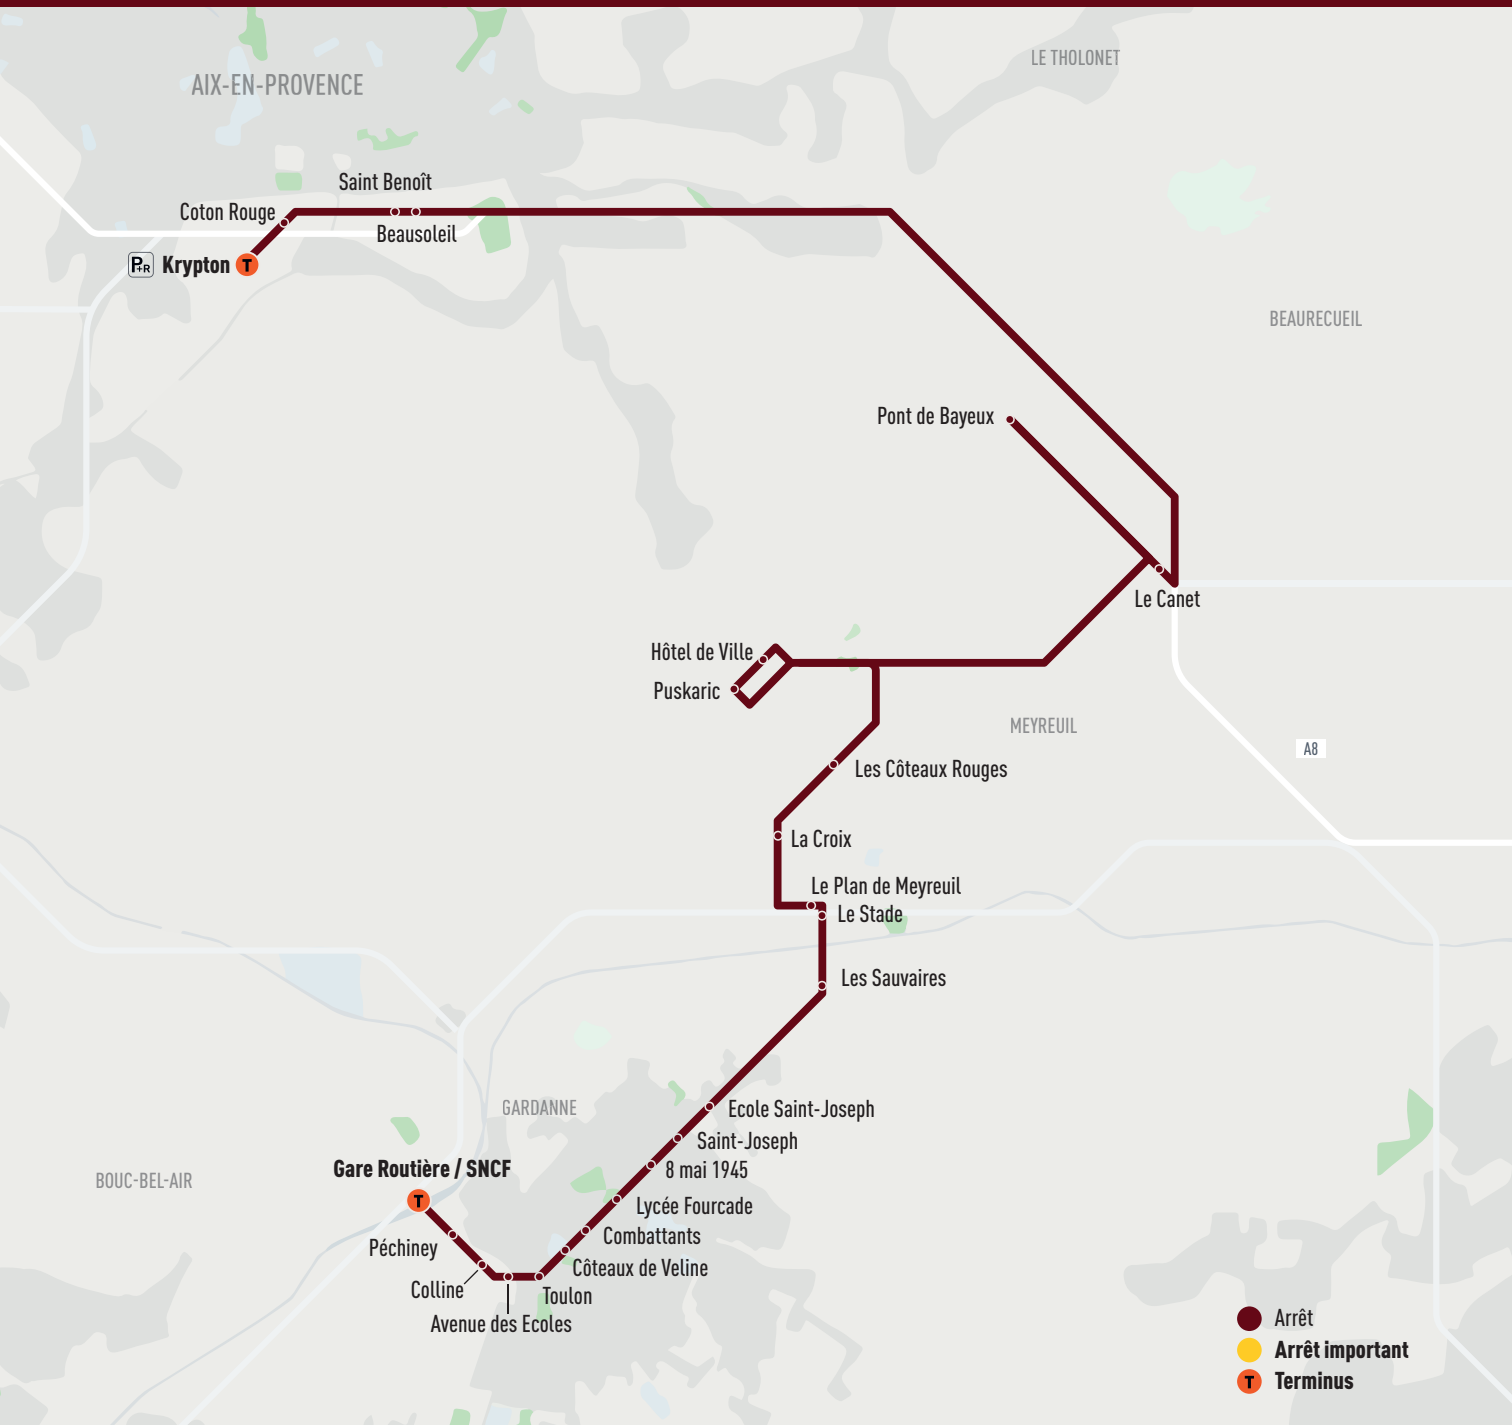 LE THOLONET
AIX-EN-PROVENCE
Saint Benoît
Coton Rouge
Beausoleil
P+R Krypton T
BEAURECUEIL
Pont de Bayeux
Le Canet
Hôtel de Ville
Puskaric
MEYREUIL
A8
Les Côteaux Rouges
La Croix
Le Plan de Meyreuil
Le Stade
Les Sauvaires
GARDANNE
Ecole Saint-Joseph
Saint-Joseph
8 mai 1945
Gare Routière / SNCF
BOUC-BEL-AIR
T
Lycée Fourcade
Combattants
Péchiney
Côteaux de Veline
Colline
Toulon
Avenue des Ecoles
Arrêt
Arrêt important
T Terminus